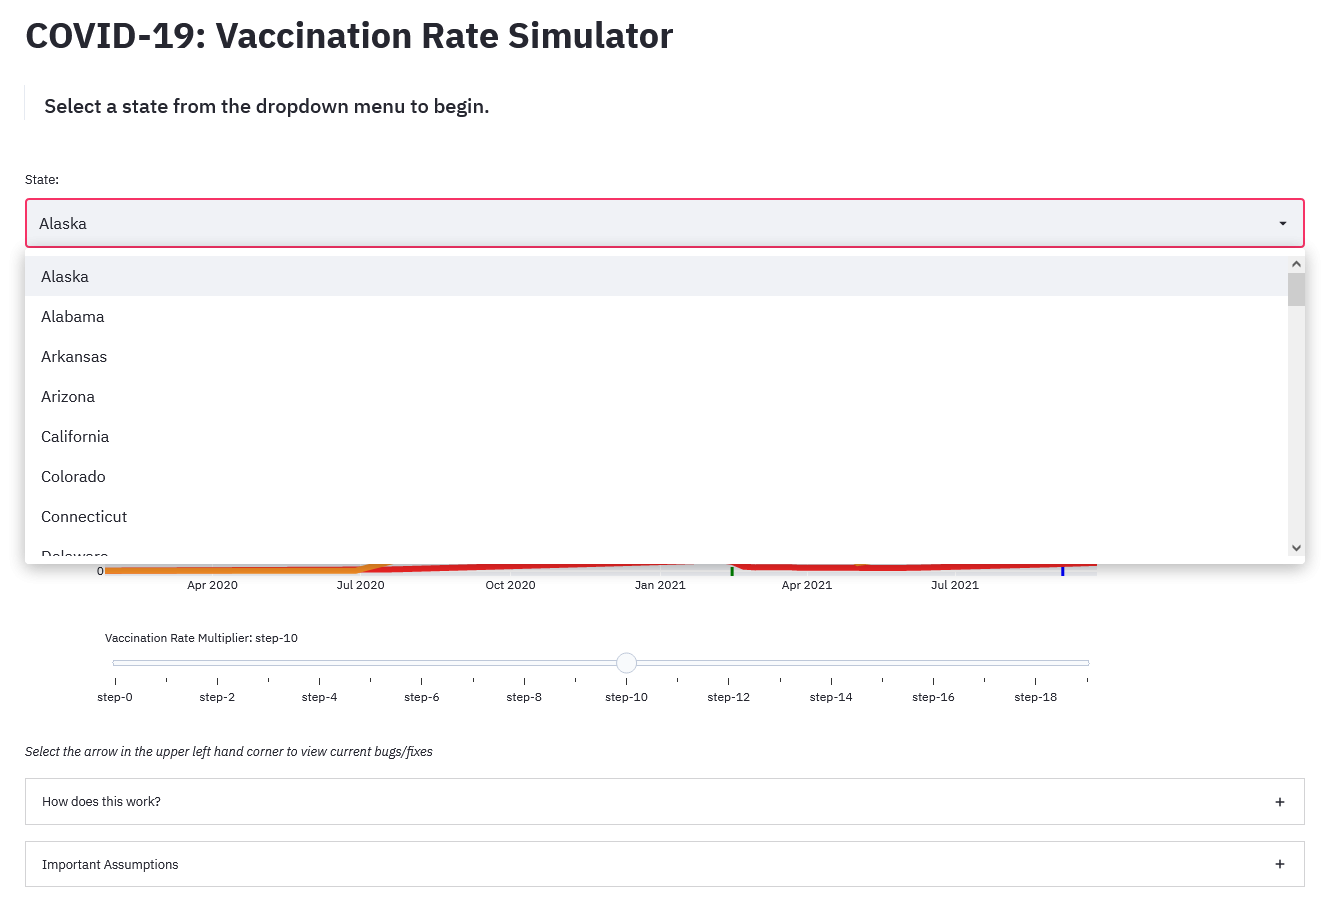 COVID-19: Vaccination Rate Simulator
Select a state from the dropdown menu to begin.
State:
Alaska
Alaska
Alabama
Arkansas
Arizona
California
Colorado
Connecticut
Delaware
0
Apr 2020 Jul 2020 Oct 2020 Jan 2021 Apr 2021 Jul 2021
Vaccination Rate Multiplier: step-10
step-0 step-2 step-4 step-6 step-8 step-10 step-12 step-14 step-16 step-18
Select the arrow in the upper left hand corner to view current bugs/fixes
How does this work? +
Important Assumptions +